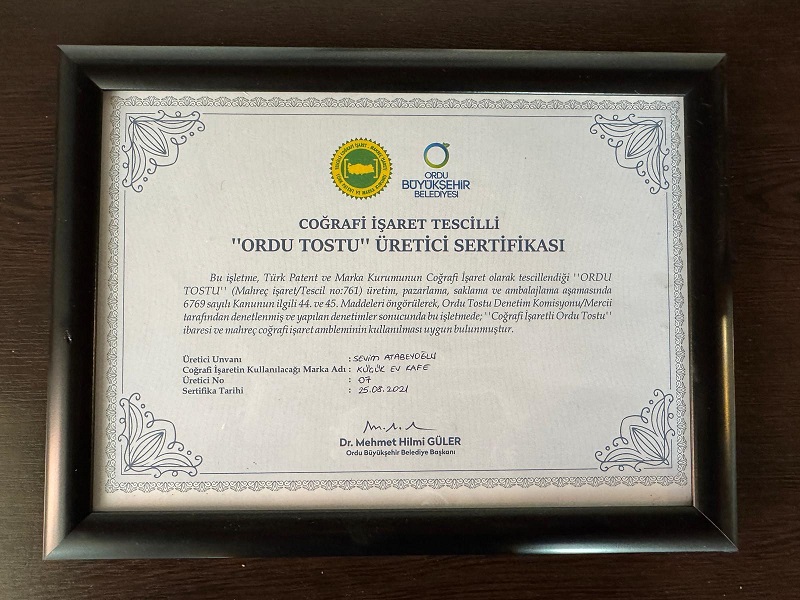 ORDU
BÜYÜKŞEHİR
BELEDİYESİ
COĞRAFİ İŞARET TESCİLLİ
"ORDU TOSTU" ÜRETİCİ SERTİFİKASI
Bu işletme, Türk Patent ve Marka Kurumunun Coğrafi İşaret olarak tescillendiği ''ORDU
TOSTU'' (Mahreç işaret/Tescil no:761) üretim, pazarlama, saklama ve ambalajlama aşamasında
6769 sayılı Kanunun ilgili 44. ve 45. Maddeleri öngörülerek, Ordu Tostu Denetim Komisyonu/Mercii
tarafından denetlenmiş ve yapılan denetimler sonucunda bu işletmede; ''Coğrafi İşaretli Ordu Tostu''
ibaresi ve mahreç coğrafi işaret ambleminin kullanılması uygun bulunmuştur.
Üretici Unvanı : SEVİM ATABEYOĞLU
Coğrafi İşaretin Kullanılacağı Marka Adı : KÜÇÜK EV KAFE
Üretici No : 07
Sertifika Tarihi : 25.08.2021
Dr. Mehmet Hilmi GÜLER
Ordu Büyükşehir Belediye Başkanı